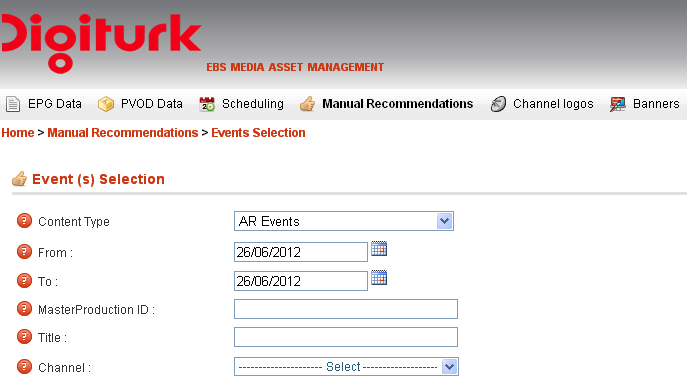 Digiturk
EBS MEDIA ASSET MANAGEMENT
EPG Data PVOD Data Scheduling Manual Recommendations Channel logos Banners
Home > Manual Recommendations > Events Selection
Event (s) Selection
Content Type AR Events
From : 26/06/2012
To : 26/06/2012
MasterProduction ID :
Title :
Channel : -------------------- Select ------------------